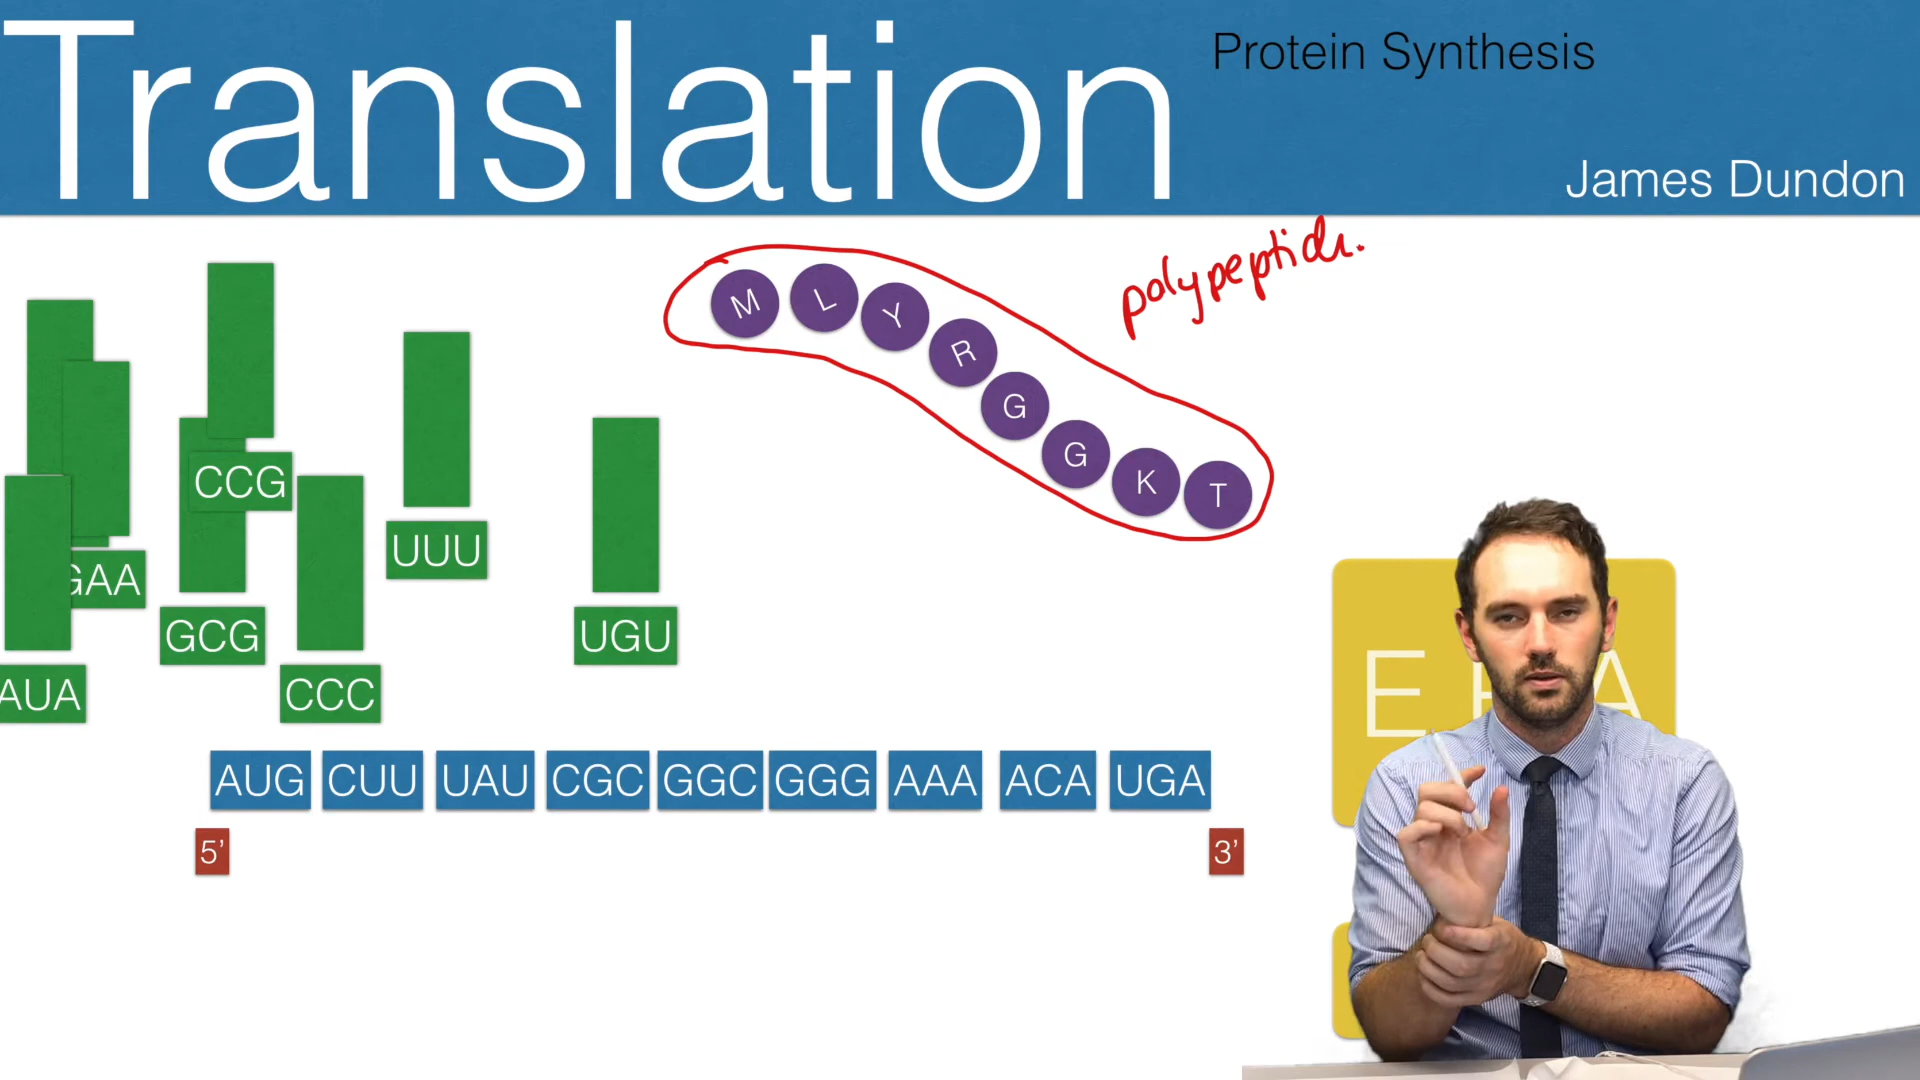 Translation
Protein Synthesis
James Dundon
polypeptide.
M L Y R G G K T
CCG
UUU
GAA
GCG
UGU
AUA
CCC
E P A
AUG CUU UAU CGC GGC GGG AAA ACA UGA
5' 3'